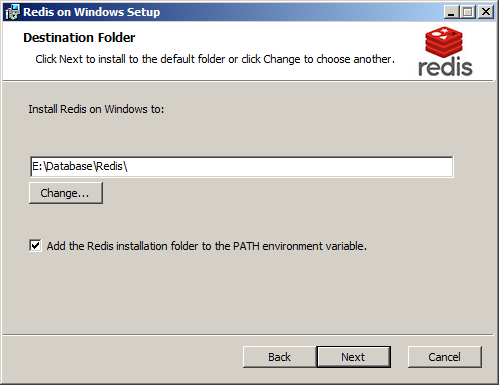 Redis on Windows Setup
Destination Folder
Click Next to install to the default folder or click Change to choose another.
redis
Install Redis on Windows to:
E:\Database\Redis\
Change...
Add the Redis installation folder to the PATH environment variable.
Back
Next
Cancel